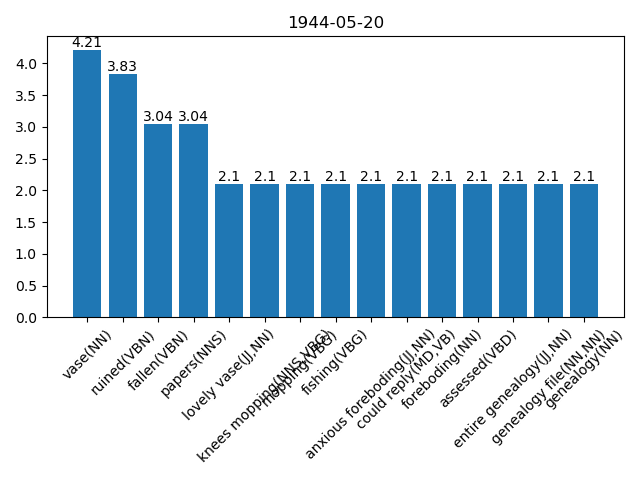 1944-05-20
4.21
3.83
3.04 3.04
2.1 2.1 2.1 2.1 2.1 2.1 2.1 2.1 2.1 2.1 2.1
4.0
3.5
3.0
2.5
2.0
1.5
1.0
0.5
0.0
vase(NN)
ruined(VBN)
fallen(VBN)
papers(NNS)
lovely vase(JJ,NN)
knees mopping(NNS,VBG)
mopping(VBG)
fishing(VBG)
anxious foreboding(JJ,NN)
could reply(MD,VB)
foreboding(NN)
assessed(VBD)
entire genealogy(JJ,NN)
genealogy file(NN,NN)
genealogy(NN)